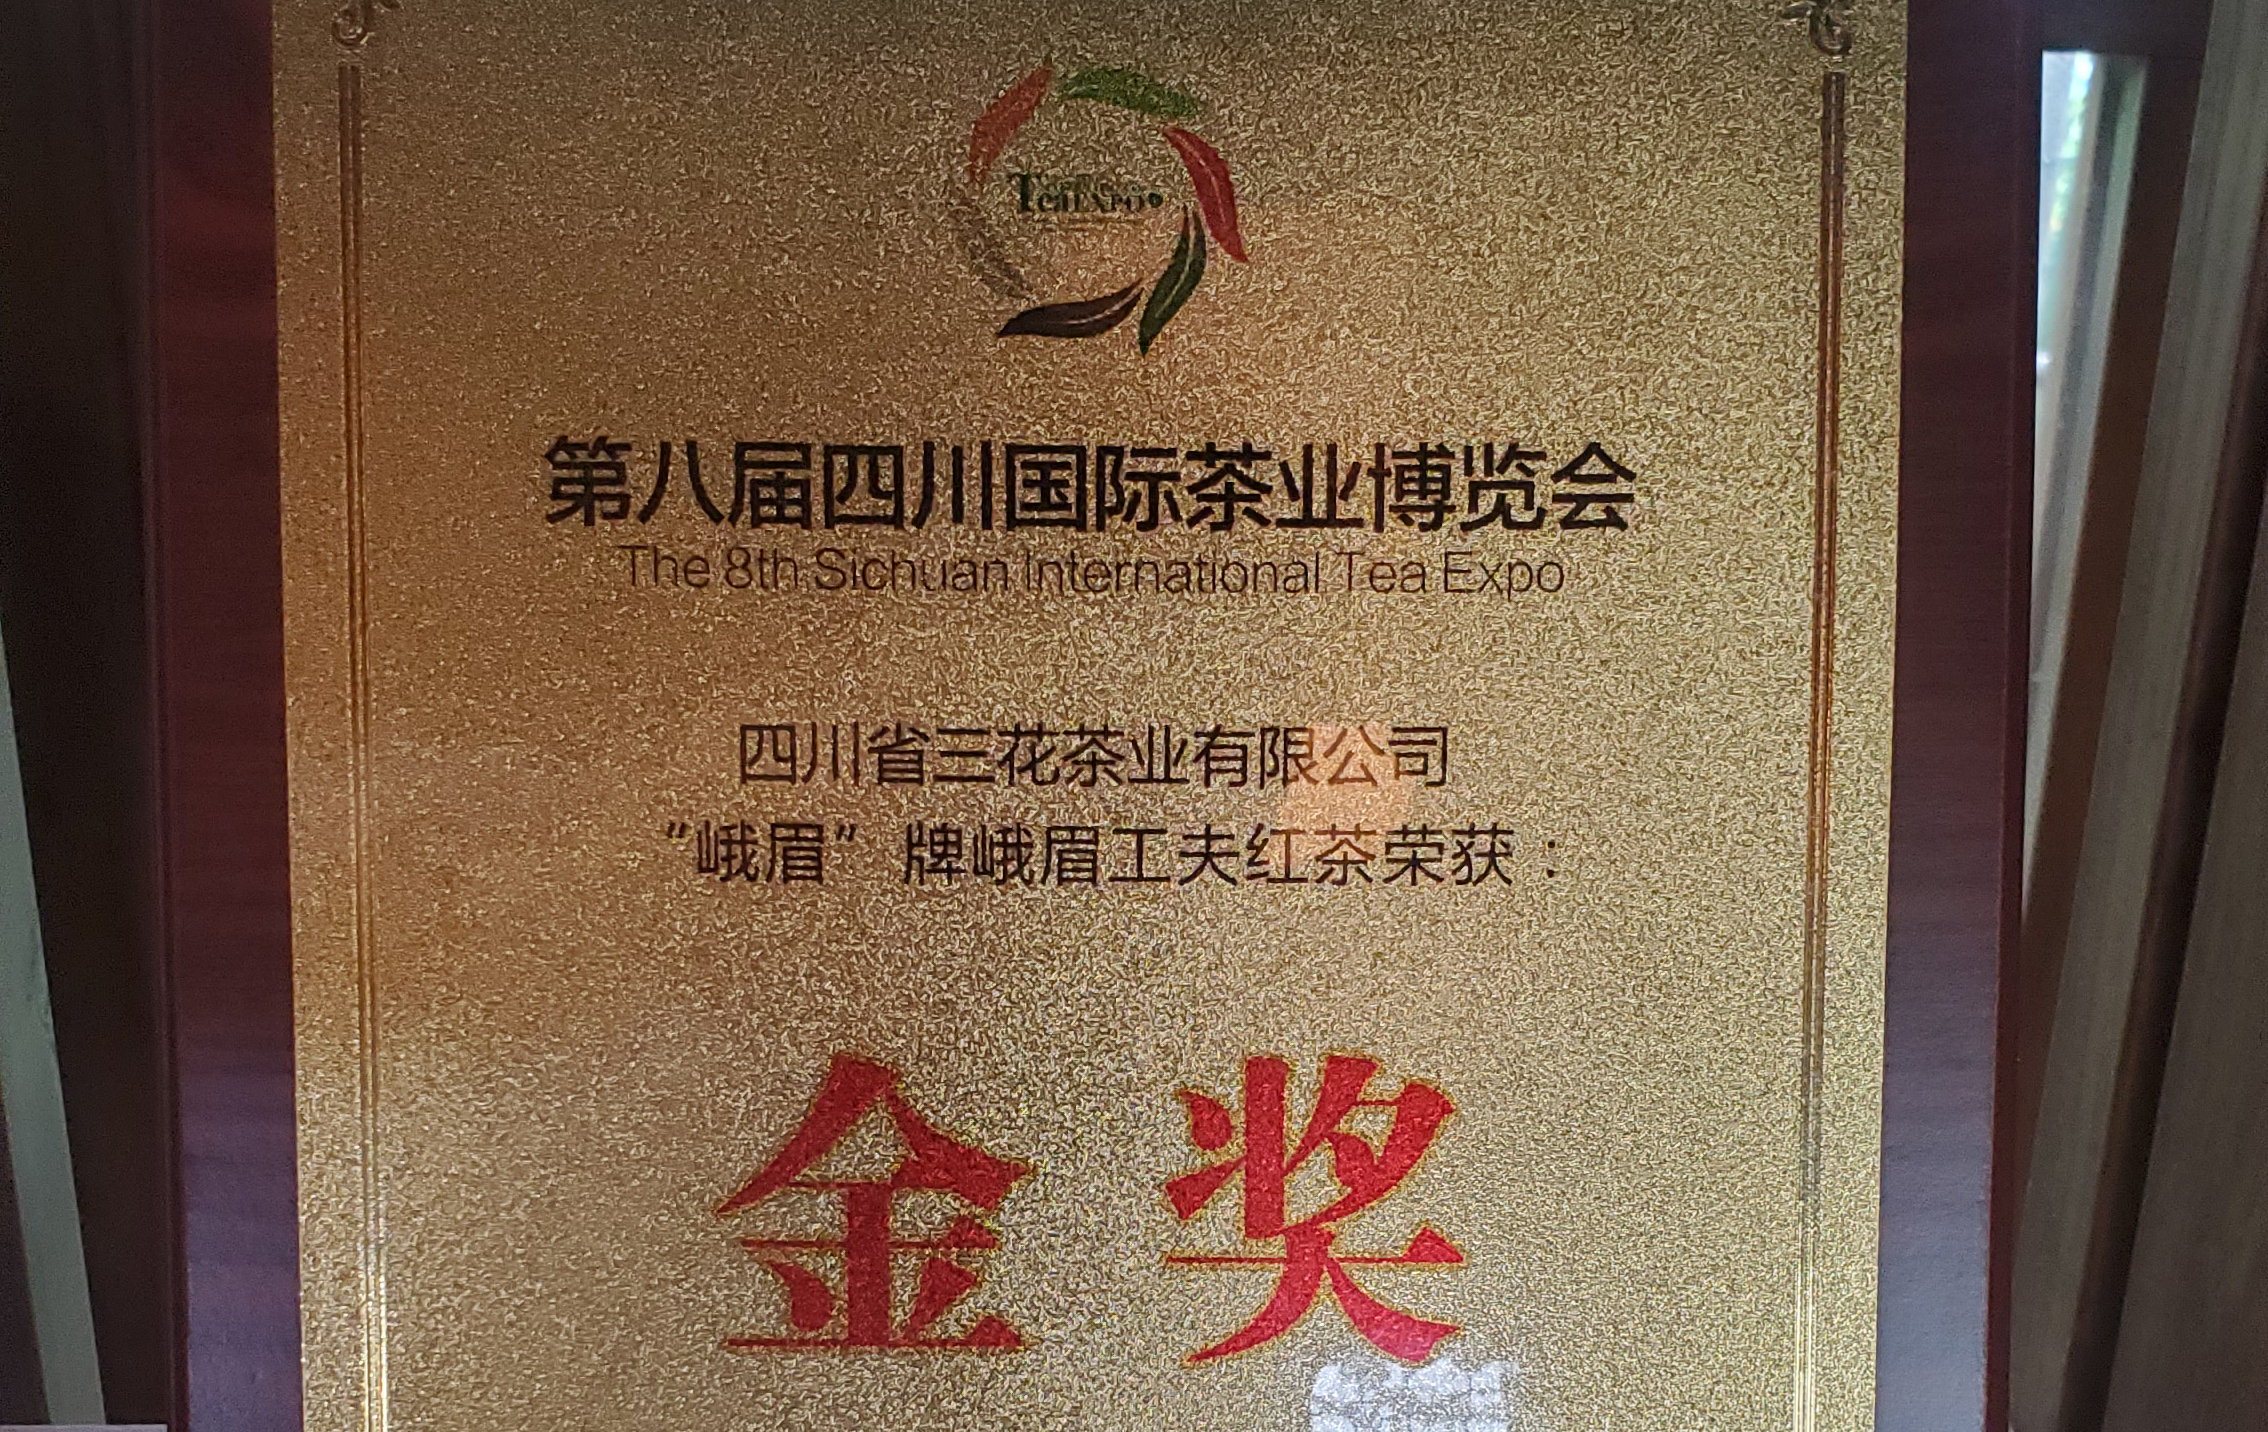 Tea EXPO
第八届四川国际茶业博览会
The 8th Sichuan International Tea Expo
四川省三花茶业有限公司
“峨眉”牌峨眉工夫红茶荣获：
金奖